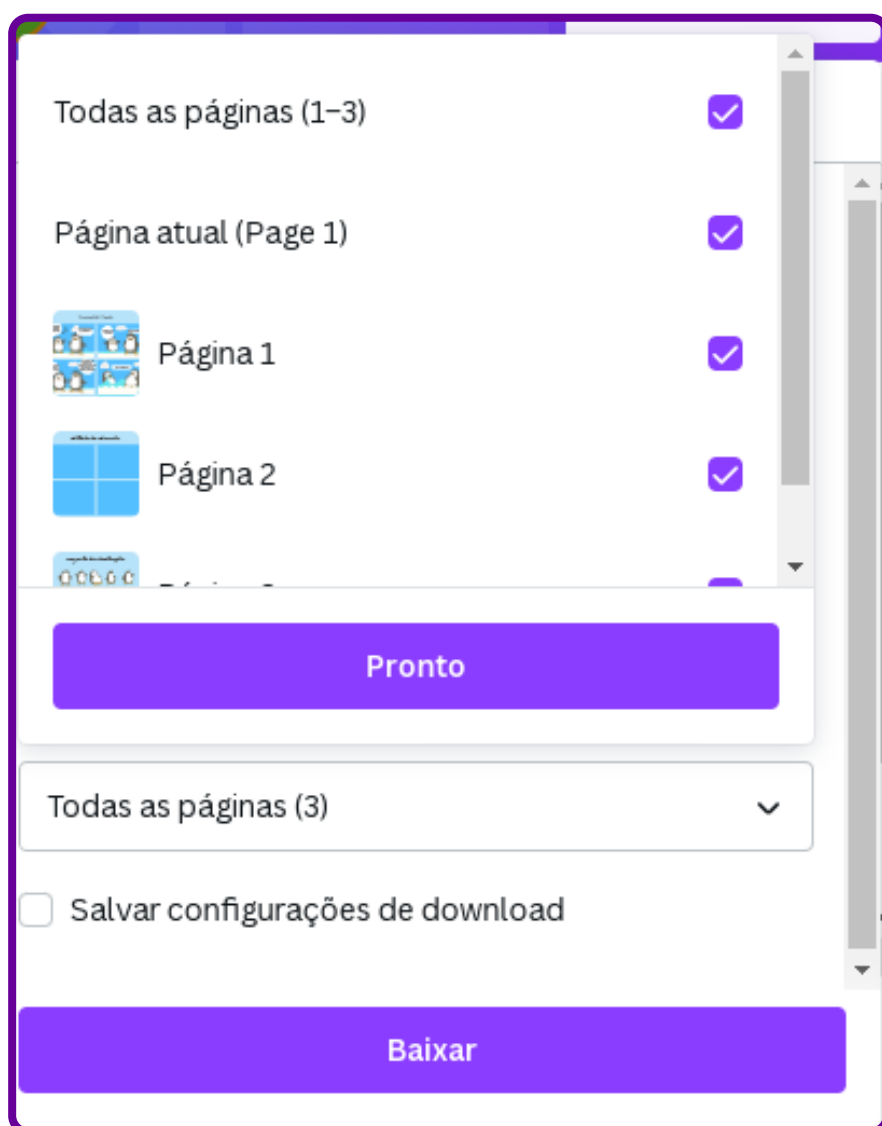 Todas as páginas (1–3)
Página atual (Page 1)
Página 1
Página 2
Pronto
Todas as páginas (3)
Salvar configurações de download
Baixar